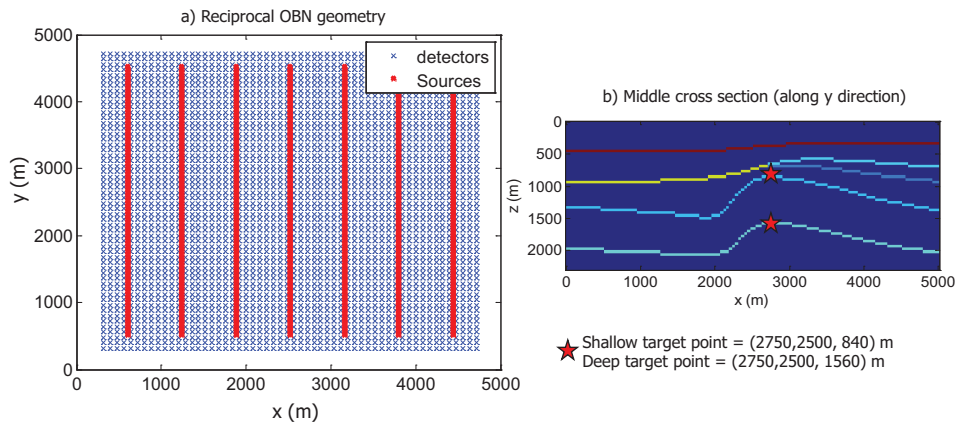 a) Reciprocal OBN geometry
5000
4000
3000
2000
1000
0
y (m)
detectors
Sources
0
1000
2000
3000
4000
5000
x (m)
b) Middle cross section (along y direction)
0
500
1000
1500
2000
z (m)
0
1000
2000
3000
4000
5000
x (m)
Shallow target point = (2750,2500, 840) m
Deep target point = (2750,2500, 1560) m